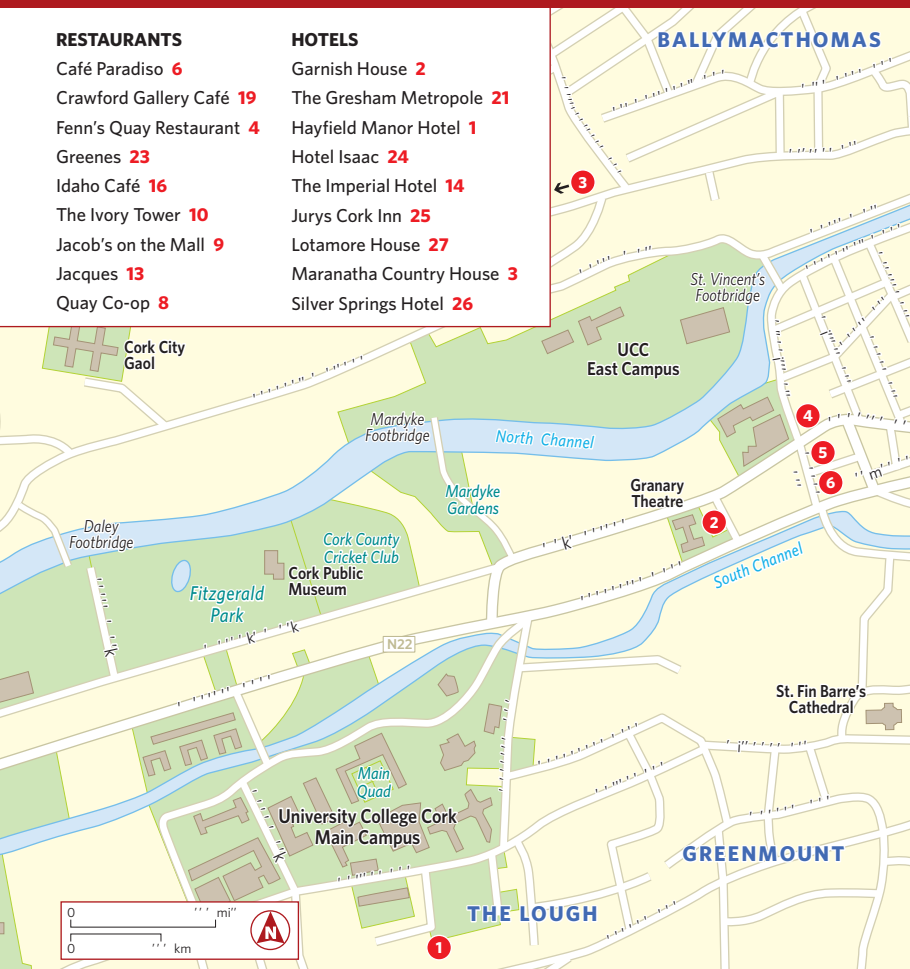 RESTAURANTS
Café Paradiso 6
Crawford Gallery Café 19
Fenn's Quay Restaurant 4
Greenes 23
Idaho Café 16
The Ivory Tower 10
Jacob's on the Mall 9
Jacques 13
Quay Co-op 8
HOTELS
Garnish House 2
The Gresham Metropole 21
Hayfield Manor Hotel 1
Hotel Isaac 24
The Imperial Hotel 14
Jurys Cork Inn 25
Lotamore House 27
Maranatha Country House 3
Silver Springs Hotel 26
BALLYMACTHOMAS
3
St. Vincent's
Footbridge
Cork City
Gaol
UCC
East Campus
Mardyke
Footbridge
North Channel
4
5
6
Granary
Theatre
2
Mardyke
Gardens
Daley
Footbridge
Cork County
Cricket Club
Cork Public
Museum
Fitzgerald
Park
South Channel
N22
St. Fin Barre's
Cathedral
Main
Quad
University College Cork
Main Campus
GREENMOUNT
THE LOUGH
1
0
mi
0
km
N